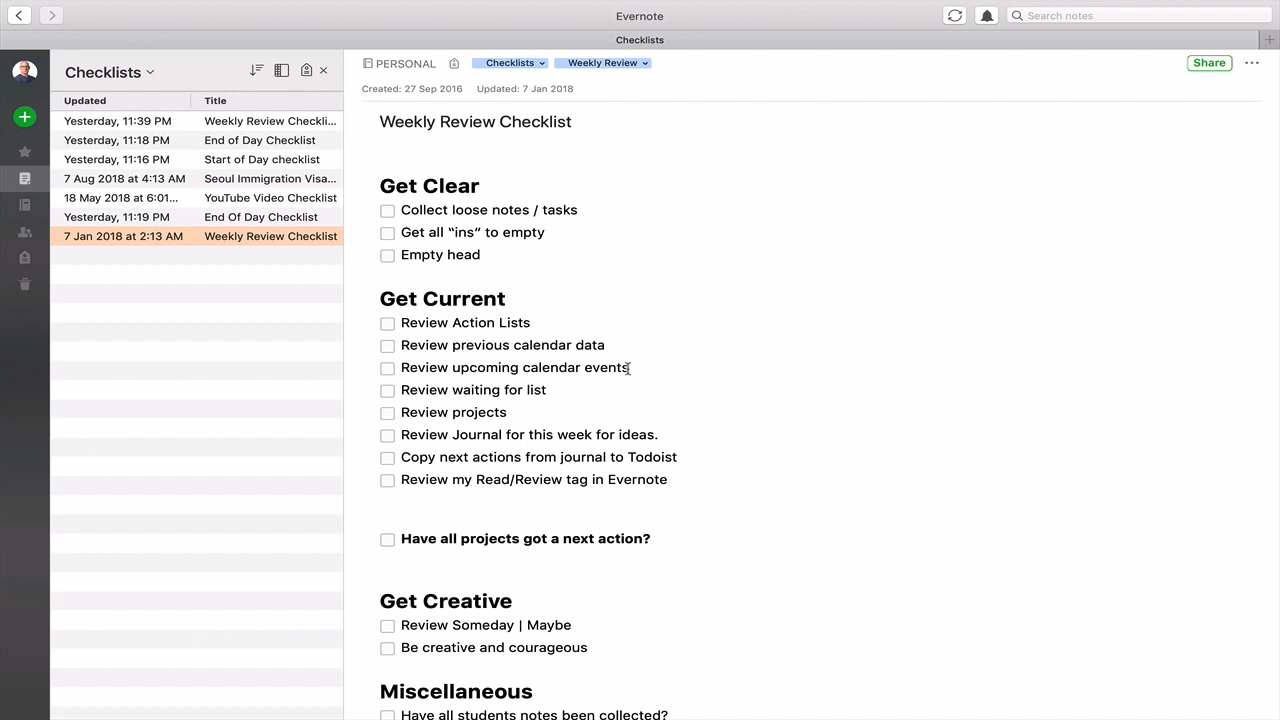 Evernote
Search notes
Checklists
Checklists
Updated Title
Yesterday, 11:39 PM Weekly Review Checkli...
Yesterday, 11:18 PM End of Day Checklist
Yesterday, 11:16 PM Start of Day checklist
7 Aug 2018 at 4:13 AM Seoul Immigration Visa...
18 May 2018 at 6:01... YouTube Video Checklist
Yesterday, 11:19 PM End Of Day Checklist
7 Jan 2018 at 2:13 AM Weekly Review Checklist
PERSONAL Checklists Weekly Review Share
Created: 27 Sep 2016 Updated: 7 Jan 2018
Weekly Review Checklist
Get Clear
Collect loose notes / tasks
Get all “ins“ to empty
Empty head
Get Current
Review Action Lists
Review previous calendar data
Review upcoming calendar events
Review waiting for list
Review projects
Review Journal for this week for ideas.
Copy next actions from journal to Todoist
Review my Read/Review tag in Evernote
Have all projects got a next action?
Get Creative
Review Someday | Maybe
Be creative and courageous
Miscellaneous
Have all students notes been collected?